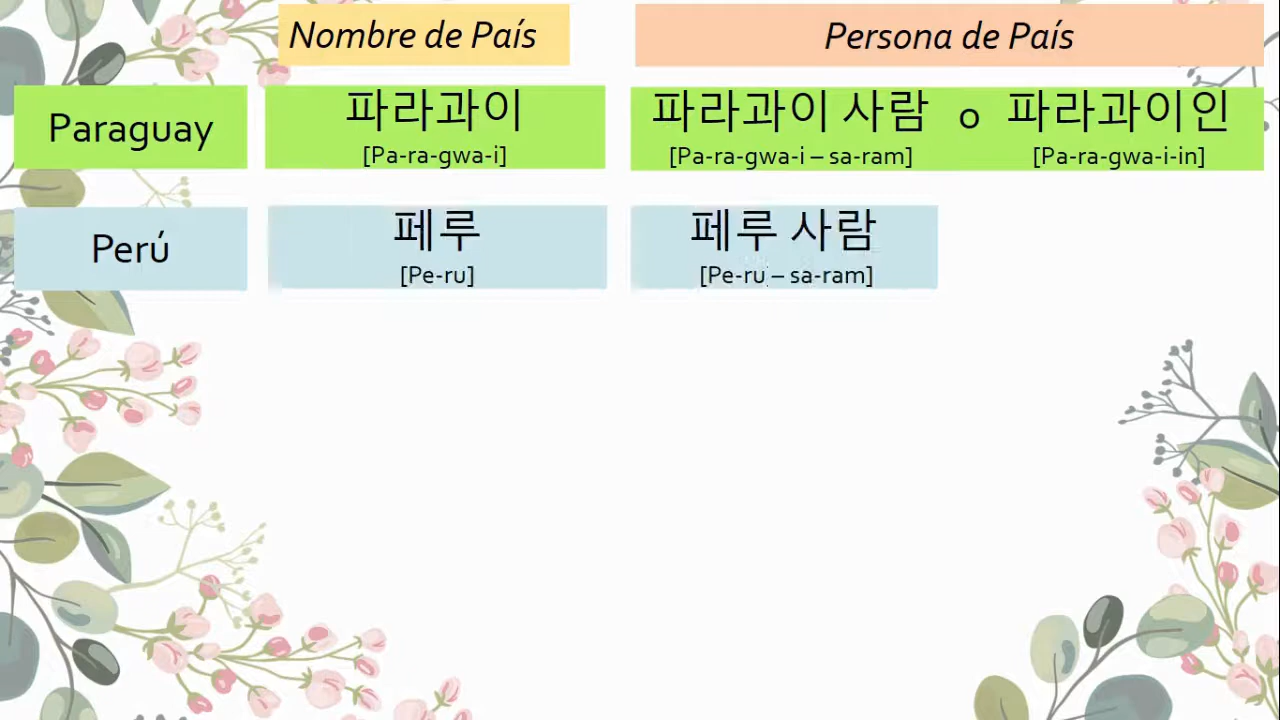 Nombre de País
Persona de País
Paraguay
파라과이
[Pa-ra-gwa-i]
파라과이 사람 o 파라과이인
[Pa-ra-gwa-i – sa-ram] [Pa-ra-gwa-i-in]
Perú
페루
[Pe-ru]
페루 사람
[Pe-ru – sa-ram]